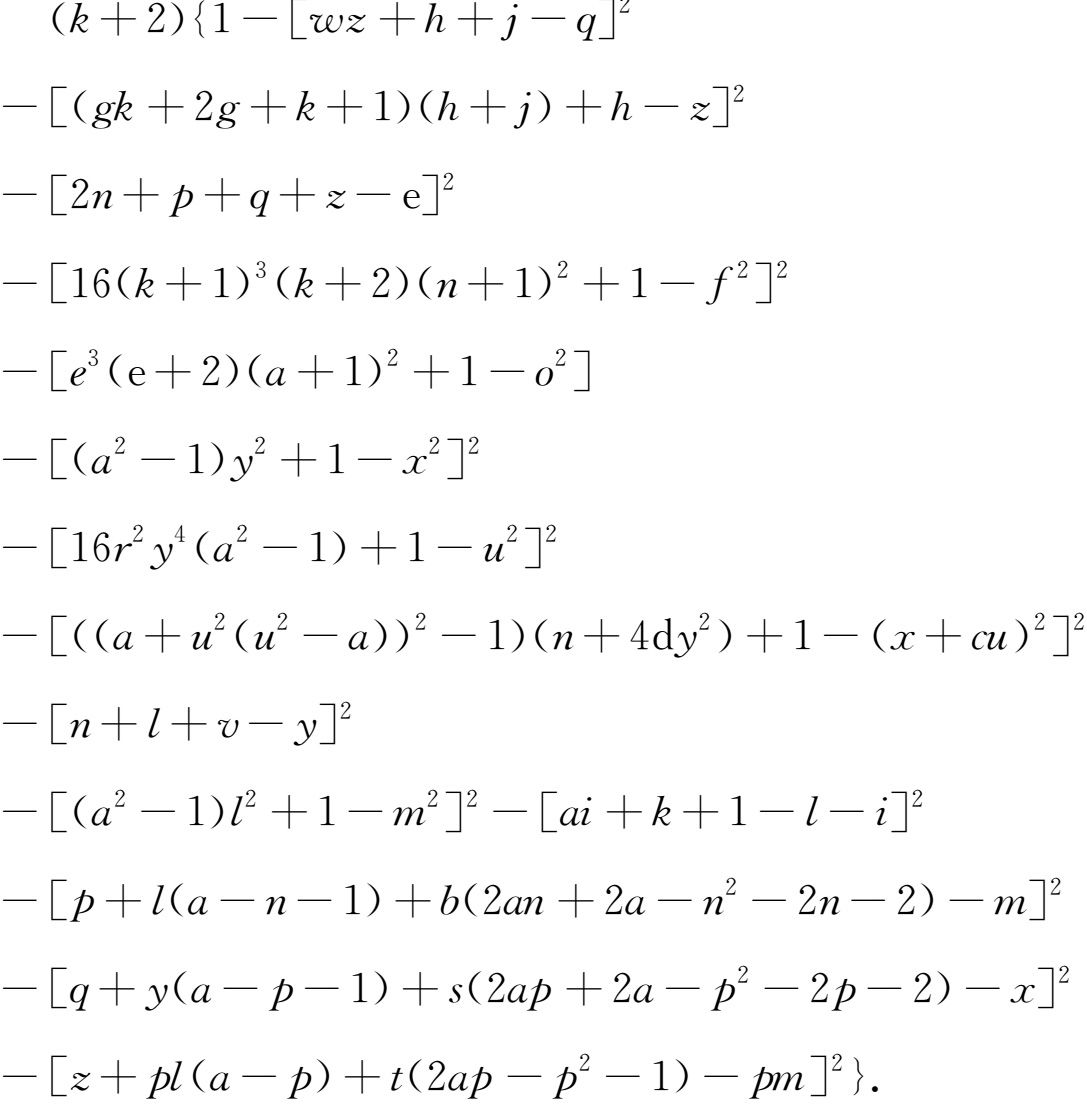 (k+2){1−[wz+h+j−q]²
−[(gk+2g+k+1)(h+j)+h−z]²
−[2n+p+q+z−e]²
−[16(k+1)³(k+2)(n+1)²+1−f²]²
−[e³(e+2)(a+1)²+1−o²]
−[(a²−1)y²+1−x²]²
−[16r²y⁴(a²−1)+1−u²]²
−[((a+u²(u²−a))²−1)(n+4dy²)+1−(x+cu)²]²
−[n+l+v−y]²
−[(a²−1)l²+1−m²]²−[ai+k+1−l−i]²
−[p+l(a−n−1)+b(2an+2a−n²−2n−2)−m]²
−[q+y(a−p−1)+s(2ap+2a−p²−2p−2)−x]²
−[z+pl(a−p)+t(2ap−p²−1)−pm]²}.